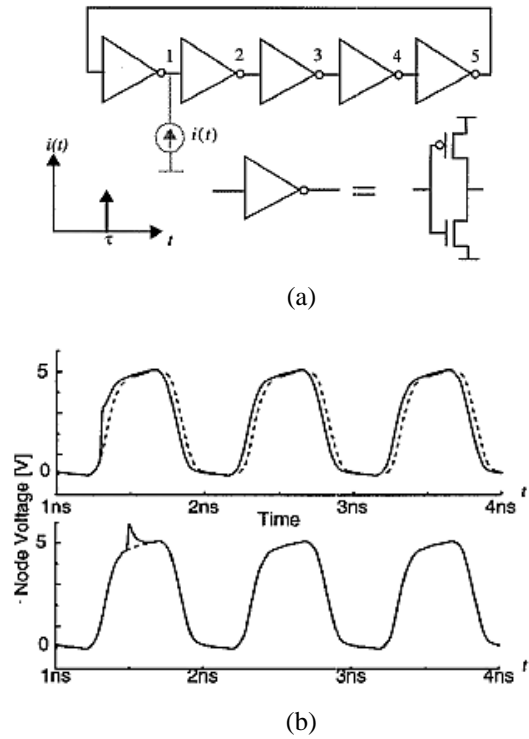 1 2 3 4 5
i(t)
i(t)
τ t
=
(a)
5
0
1ns 2ns 3ns 4ns t
Time
Node Voltage [V]
5
0
1ns 2ns 3ns 4ns t
(b)